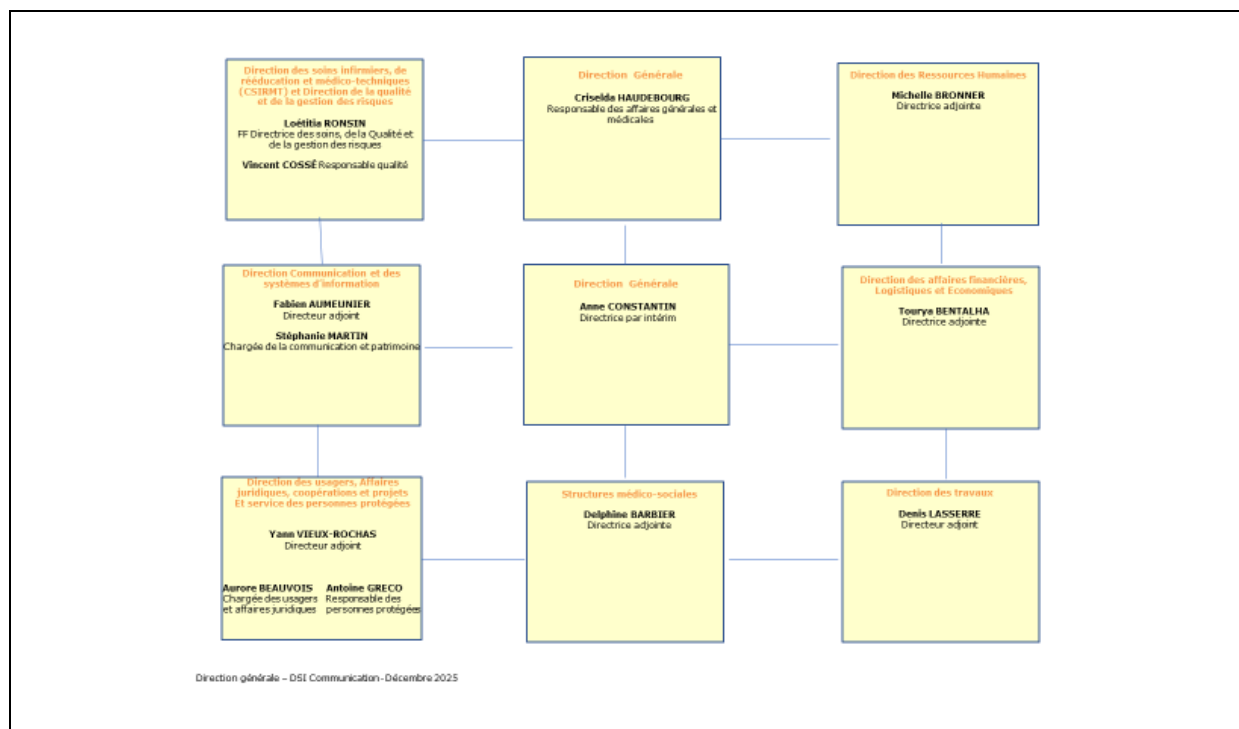 Direction des soins infirmiers, de
rééducation et médico-techniques
(CSIRMT) et Direction de la qualité
et de la gestion des risques
Loétitia RONSIN
FF Directrice des soins, de la Qualité et
de la gestion des risques
Vincent COSSÉ Responsable qualité
Direction Générale
Criselda HAUDEBOURG
Responsable des affaires générales et
médicales
Direction des Ressources Humaines
Michelle BRONNER
Directrice adjointe
Direction Communication et des
systèmes d'information
Fabien AUMEUNIER
Directeur adjoint
Stéphanie MARTIN
Chargée de la communication et patrimoine
Direction Générale
Anne CONSTANTIN
Directrice par intérim
Direction des affaires financières,
Logistiques et Economiques
Tourya BENTALHA
Directrice adjointe
Direction des usagers, Affaires
juridiques, coopérations et projets
Et service des personnes protégées
Yann VIEUX-ROCHAS
Directeur adjoint
Aurore BEAUVOIS
Chargée des usagers
et affaires juridiques
Antoine GRECO
Responsable des
personnes protégées
Structures médico-sociales
Delphine BARBIER
Directrice adjointe
Direction des travaux
Denis LASSERRE
Directeur adjoint
Direction générale – DSI Communication-Décembre 2025